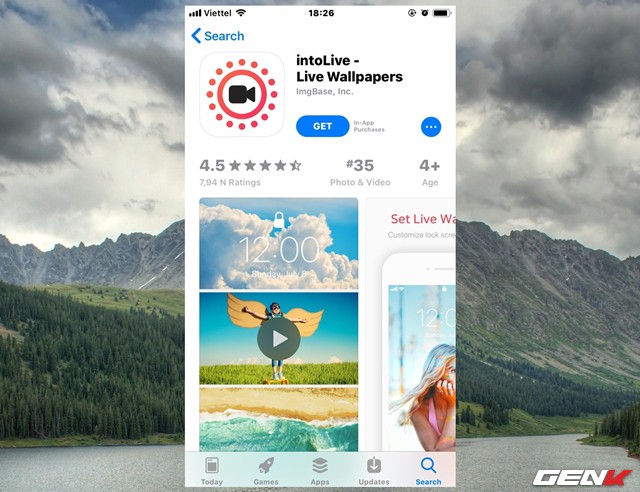 Viettel
18:26
Search
intoLive -
Live Wallpapers
ImgBase, Inc.
GET
In-App
Purchases
4.5
#35
4+
7,94 N Ratings
Photo & Video
Age
12:00
Sunday, July 8
Set Live Wa
Customize lock scre
Today
Games
Apps
Updates
Search
GENK